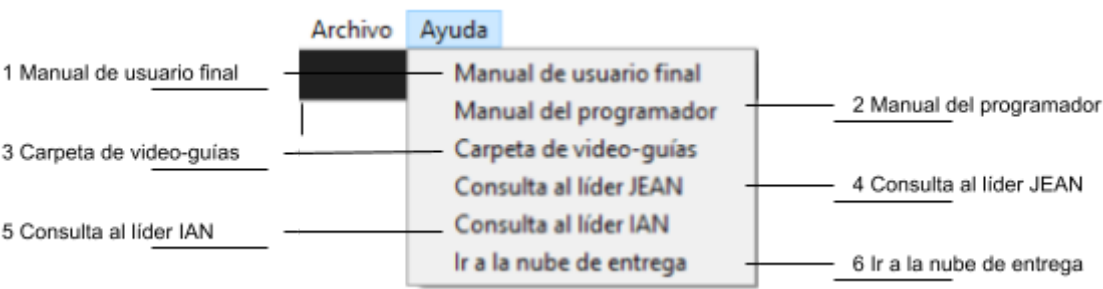 Archivo Ayuda
1 Manual de usuario final
Manual de usuario final
Manual del programador
2 Manual del programador
3 Carpeta de video-guías
Carpeta de video-guías
Consulta al líder JEAN
4 Consulta al líder JEAN
5 Consulta al líder IAN
Consulta al líder IAN
Ir a la nube de entrega
6 Ir a la nube de entrega